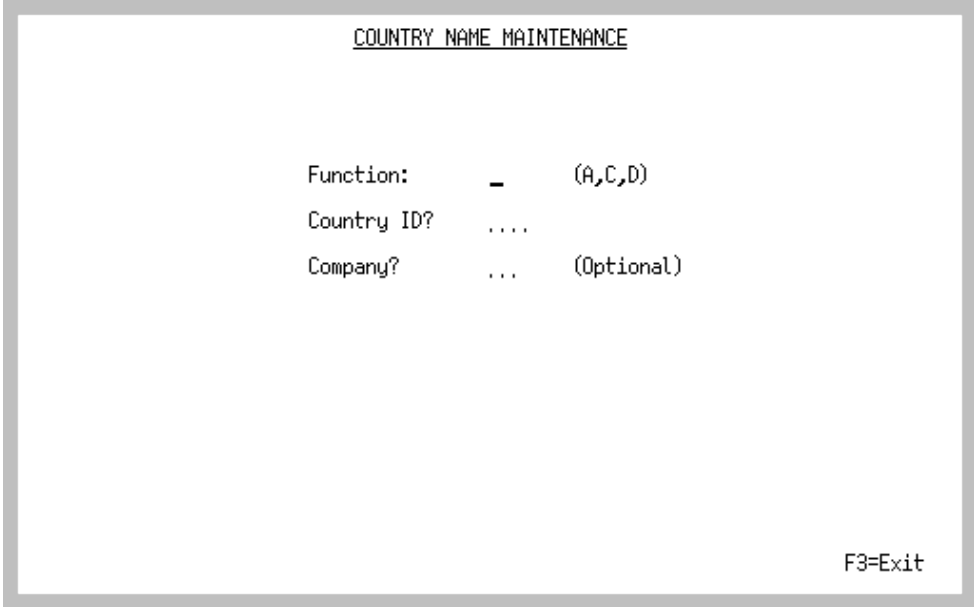 COUNTRY NAME MAINTENANCE
Function: _ (A,C,D)
Country ID? ....
Company? ... (Optional)
F3=Exit